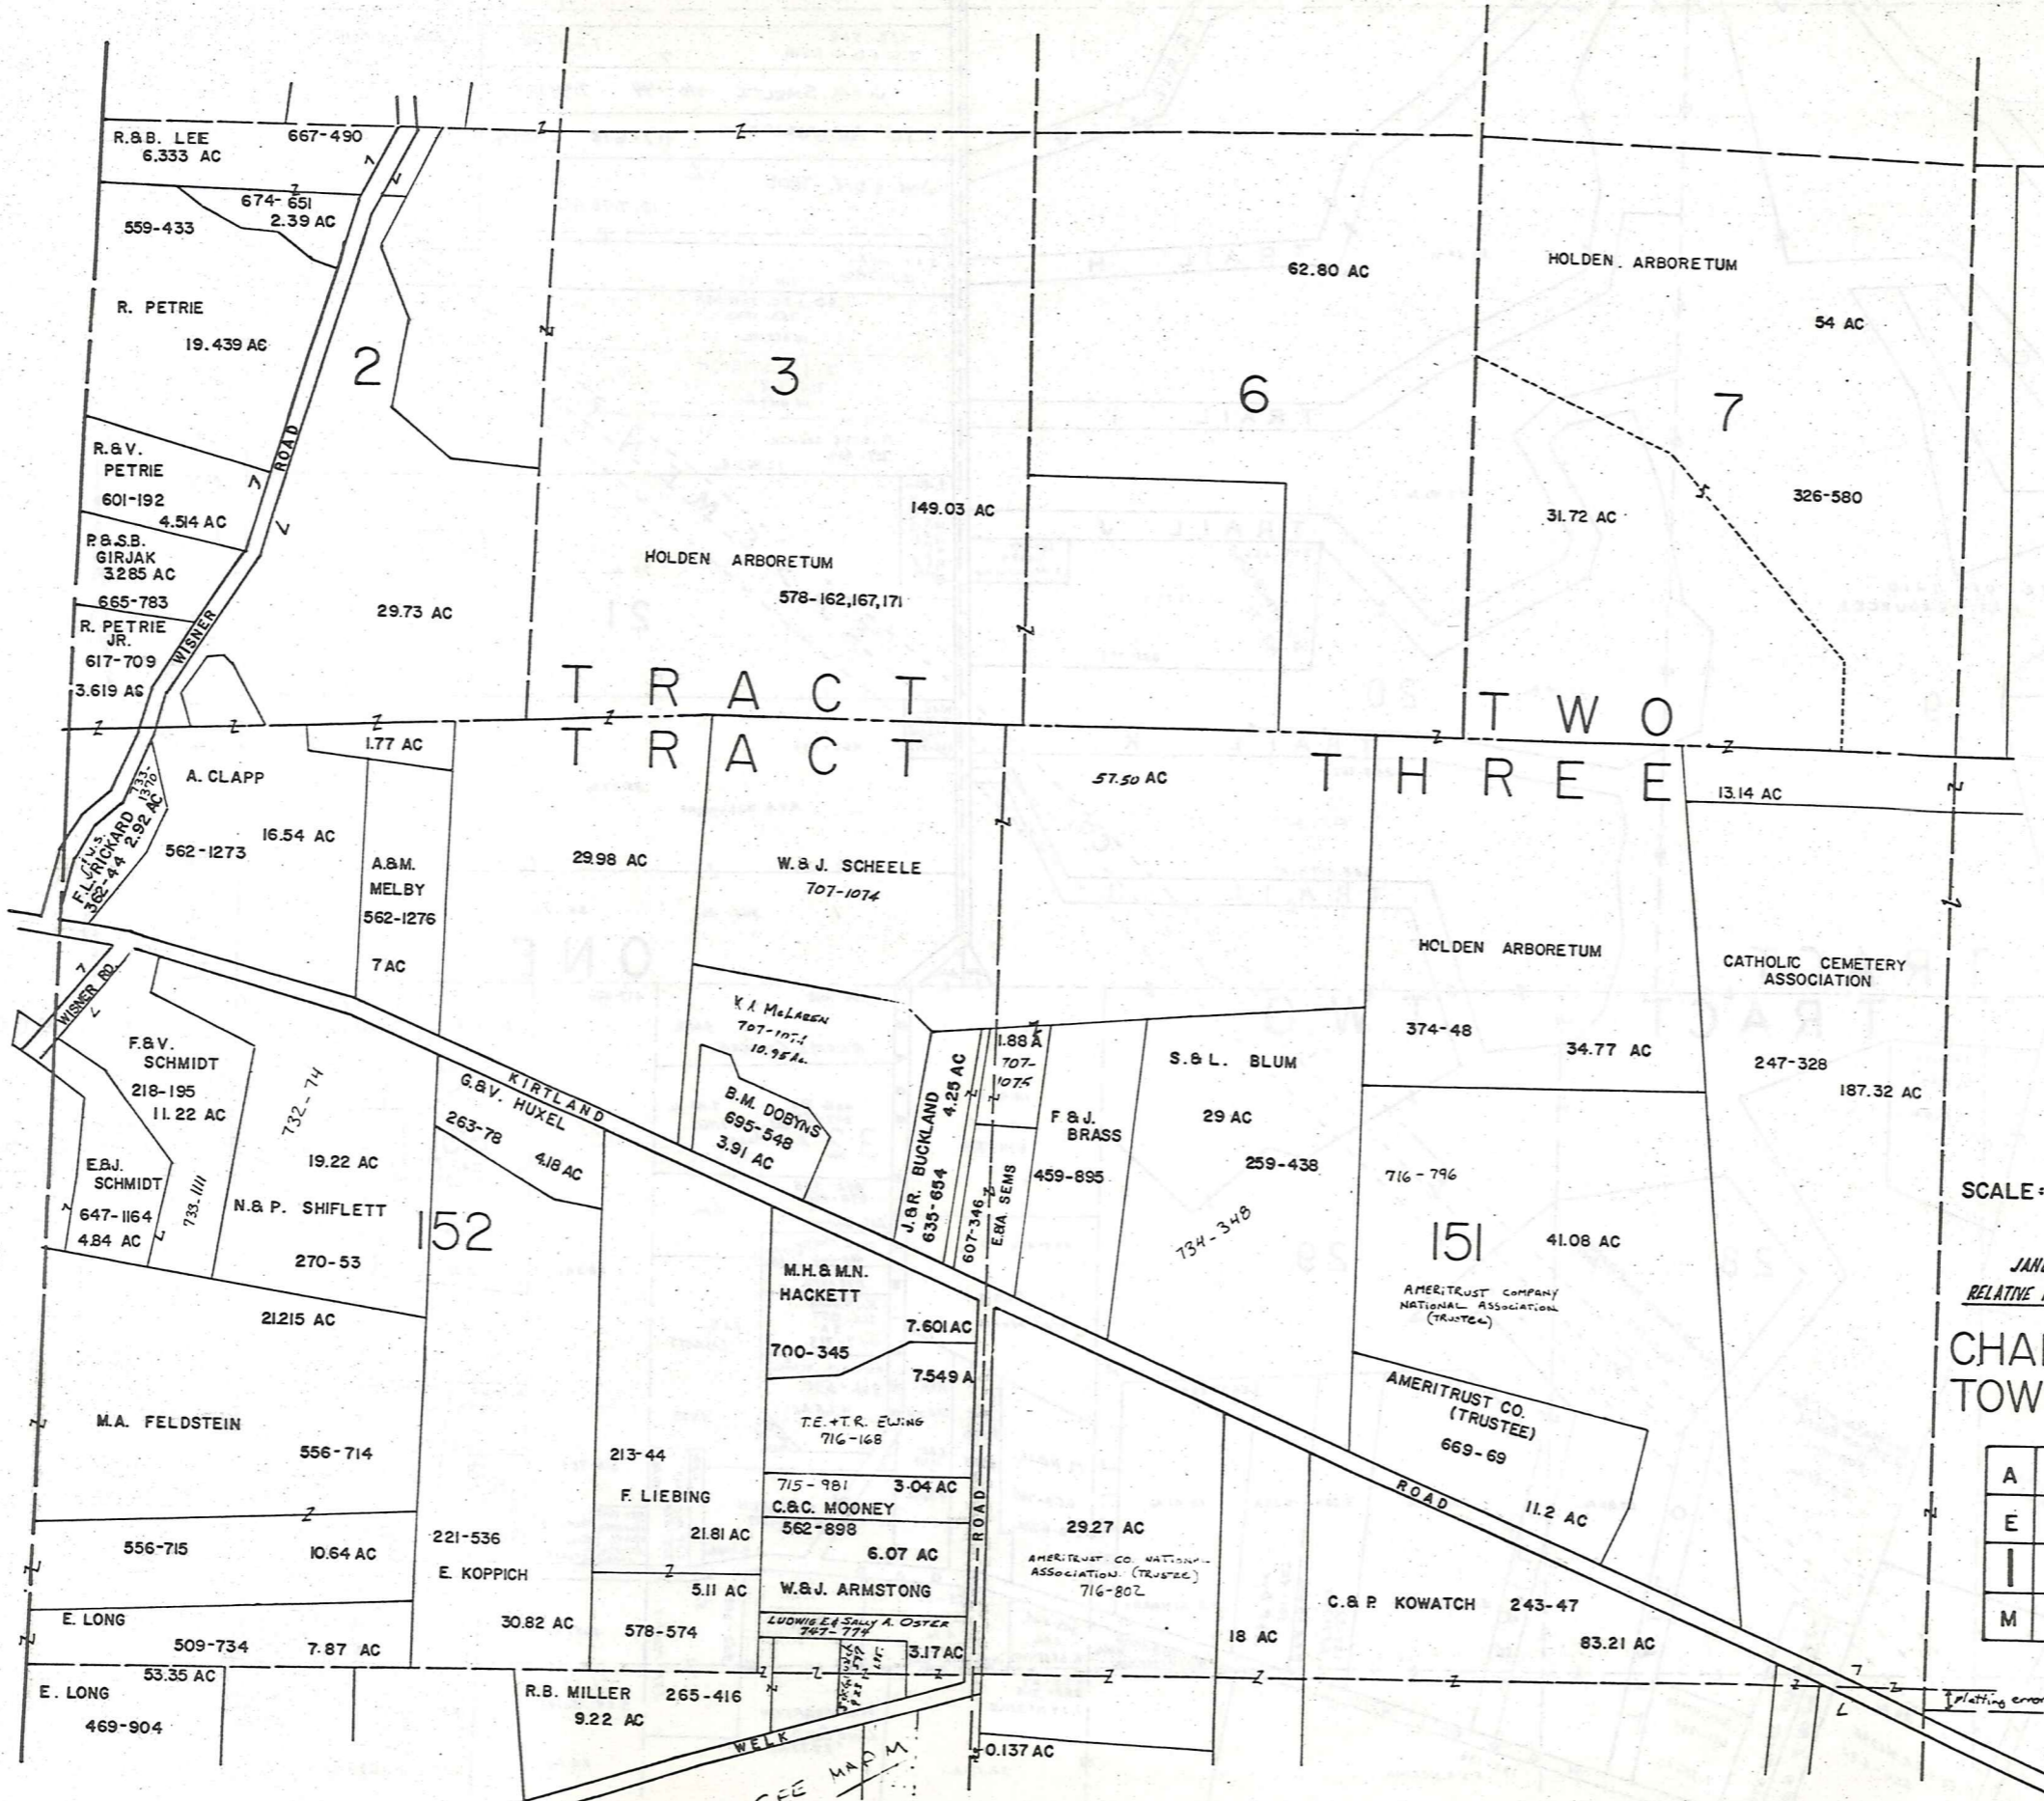 R.&B. LEE
667-490
6.333 AC
674-651
2.39 AC
559-433
R. PETRIE
19.439 AC
2
3
6
7
62.80 AC
HOLDEN ARBORETUM
54 AC
326-580
31.72 AC
R.&V.
PETRIE
601-192
4.514 AC
P.&S.B.
GIRJAK
3.285 AC
665-783
R. PETRIE
JR.
617-709
3.619 AC
WISNER ROAD
29.73 AC
149.03 AC
HOLDEN ARBORETUM
578-162,167,171
TRACT TWO
TRACT THREE
1.77 AC
A. CLAPP
16.54 AC
562-1273
733-
1370
F.L. RICKARD
362-44 2.92 AC
A.&M.
MELBY
562-1276
7 AC
29.98 AC
W.&J. SCHEELE
707-1074
57.50 AC
13.14 AC
HOLDEN ARBORETUM
374-48
34.77 AC
CATHOLIC CEMETERY
ASSOCIATION
247-328
187.32 AC
WISNER RD.
F.&V.
SCHMIDT
218-195
11.22 AC
732-74
E.&J.
SCHMIDT
647-1164
4.84 AC
733-1111
19.22 AC
N.&P. SHIFLETT
270-53
152
KIRTLAND
G.&V. HUXEL
263-78
4.18 AC
McLAREN
10.95 Ac.
B.M. DOBYNS
695-548
3.91 AC
J.&R. BUCKLAND
635-654 4.25 AC
1.88 A
707-
1075
607-346
E.&A. SEMS
F.&J.
BRASS
459-895
S.&L. BLUM
29 AC
259-438
734-348
716-796
151
41.08 AC
AMERITRUST COMPANY
NATIONAL ASSOCIATION
(TRUSTEE)
AMERITRUST CO.
(TRUSTEE)
669-69
11.2 AC
ROAD
SCALE=
RELATIVE
CHA
TOW
A
E
I
M
21.215 AC
M.A. FELDSTEIN
556-714
556-715
10.64 AC
E. LONG
509-734
7.87 AC
53.35 AC
E. LONG
469-904
221-536
E. KOPPICH
30.82 AC
213-44
F. LIEBING
21.81 AC
5.11 AC
578-574
M.H.&M.N.
HACKETT
7.601 AC
700-345
7.549 A
T.E.+T.R. EWING
716-168
715-981
3.04 AC
C.&C. MOONEY
562-898
6.07 AC
W.&J. ARMSTONG
LUDWIG E.& SALLY A. OSTER
747-774
3.17 AC
ROAD
29.27 AC
AMERITRUST CO. NATIONAL
ASSOCIATION (TRUSTEE)
716-802
18 AC
C.&P. KOWATCH
243-47
83.21 AC
R.B. MILLER
265-416
9.22 AC
WELK
SEE MAP M
0.137 AC
platting error